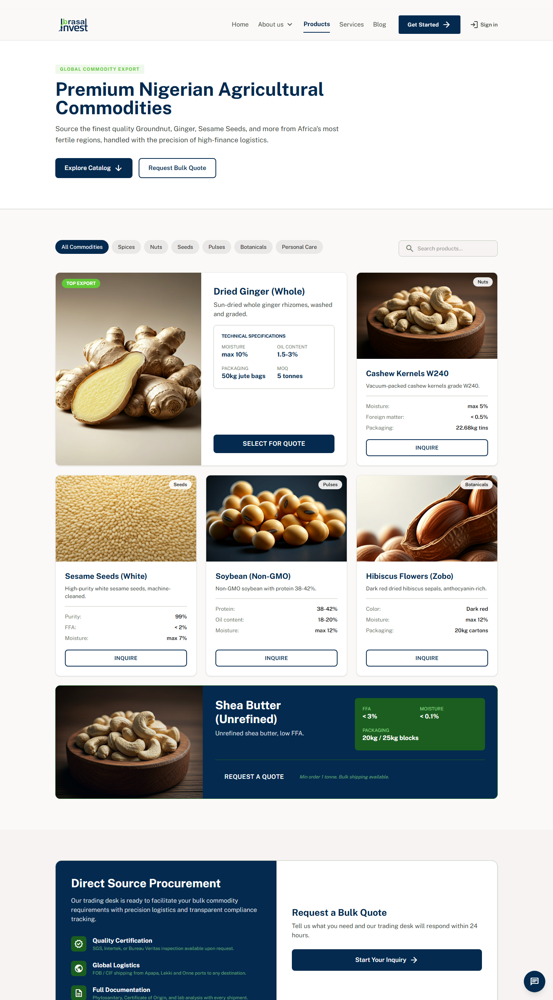 Ibrasal
invest
Home
About us
Products
Services
Blog
Get Started
Sign in
GLOBAL COMMODITY EXPORT
Premium Nigerian Agricultural
Commodities
Source the finest quality Groundnut, Ginger, Sesame Seeds, and more from Africa's most
fertile regions, handled with the precision of high-finance logistics.
Explore Catalog
Request Bulk Quote
All Commodities
Spices
Nuts
Seeds
Pulses
Botanicals
Personal Care
Search products...
TOP EXPORT
Dried Ginger (Whole)
Sun-dried whole ginger rhizomes, washed
and graded.
TECHNICAL SPECIFICATIONS
MOISTURE
max 10%
OIL CONTENT
1.5-3%
PACKAGING
50kg jute bags
MOQ
5 tonnes
SELECT FOR QUOTE
Nuts
Cashew Kernels W240
Vacuum-packed cashew kernels grade W240.
Moisture: max 5%
Foreign matter: < 0.5%
Packaging: 22.68kg tins
INQUIRE
Seeds
Sesame Seeds (White)
High-purity white sesame seeds, machine-
cleaned.
Purity: 99%
FFA: < 2%
Moisture: max 7%
INQUIRE
Pulses
Soybean (Non-GMO)
Non-GMO soybean with protein 38-42%.
Protein: 38-42%
Oil content: 18-20%
Moisture: max 12%
INQUIRE
Botanicals
Hibiscus Flowers (Zobo)
Dark red dried hibiscus sepals, anthocyanin-rich.
Color: Dark red
Moisture: max 12%
Packaging: 20kg cartons
INQUIRE
Shea Butter
(Unrefined)
Unrefined shea butter, low FFA.
FFA
< 3%
MOISTURE
< 0.1%
PACKAGING
20kg / 25kg blocks
REQUEST A QUOTE
Min order 1 tonne. Bulk shipping available.
Direct Source Procurement
Our trading desk is ready to facilitate your bulk commodity
requirements with precision logistics and transparent compliance
tracking.
Quality Certification
SGS, Intertek, or Bureau Veritas inspection available upon request.
Global Logistics
FOB / CIF shipping from Apapa, Lekki and Onne ports to any destination.
Full Documentation
Phytosanitary, Certificate of Origin, and lab analysis with every shipment.
Request a Bulk Quote
Tell us what you need and our trading desk will respond within 24
hours.
Start Your Inquiry